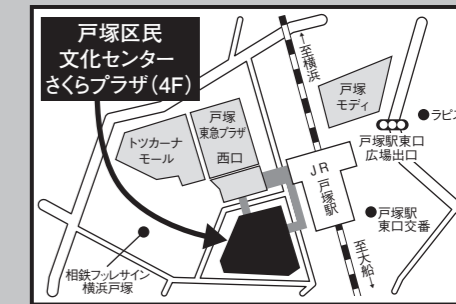 戸塚区民
文化センター
さくらプラザ(4F)
←至横浜
戸塚
モディ
●ラピス
戸塚駅東口
広場出口
戸塚
東急プラザ
西口
トツカーナ
モール
JR
戸塚駅
●戸塚駅
東口交番
至大船→
相鉄フレッサイン
横浜戸塚